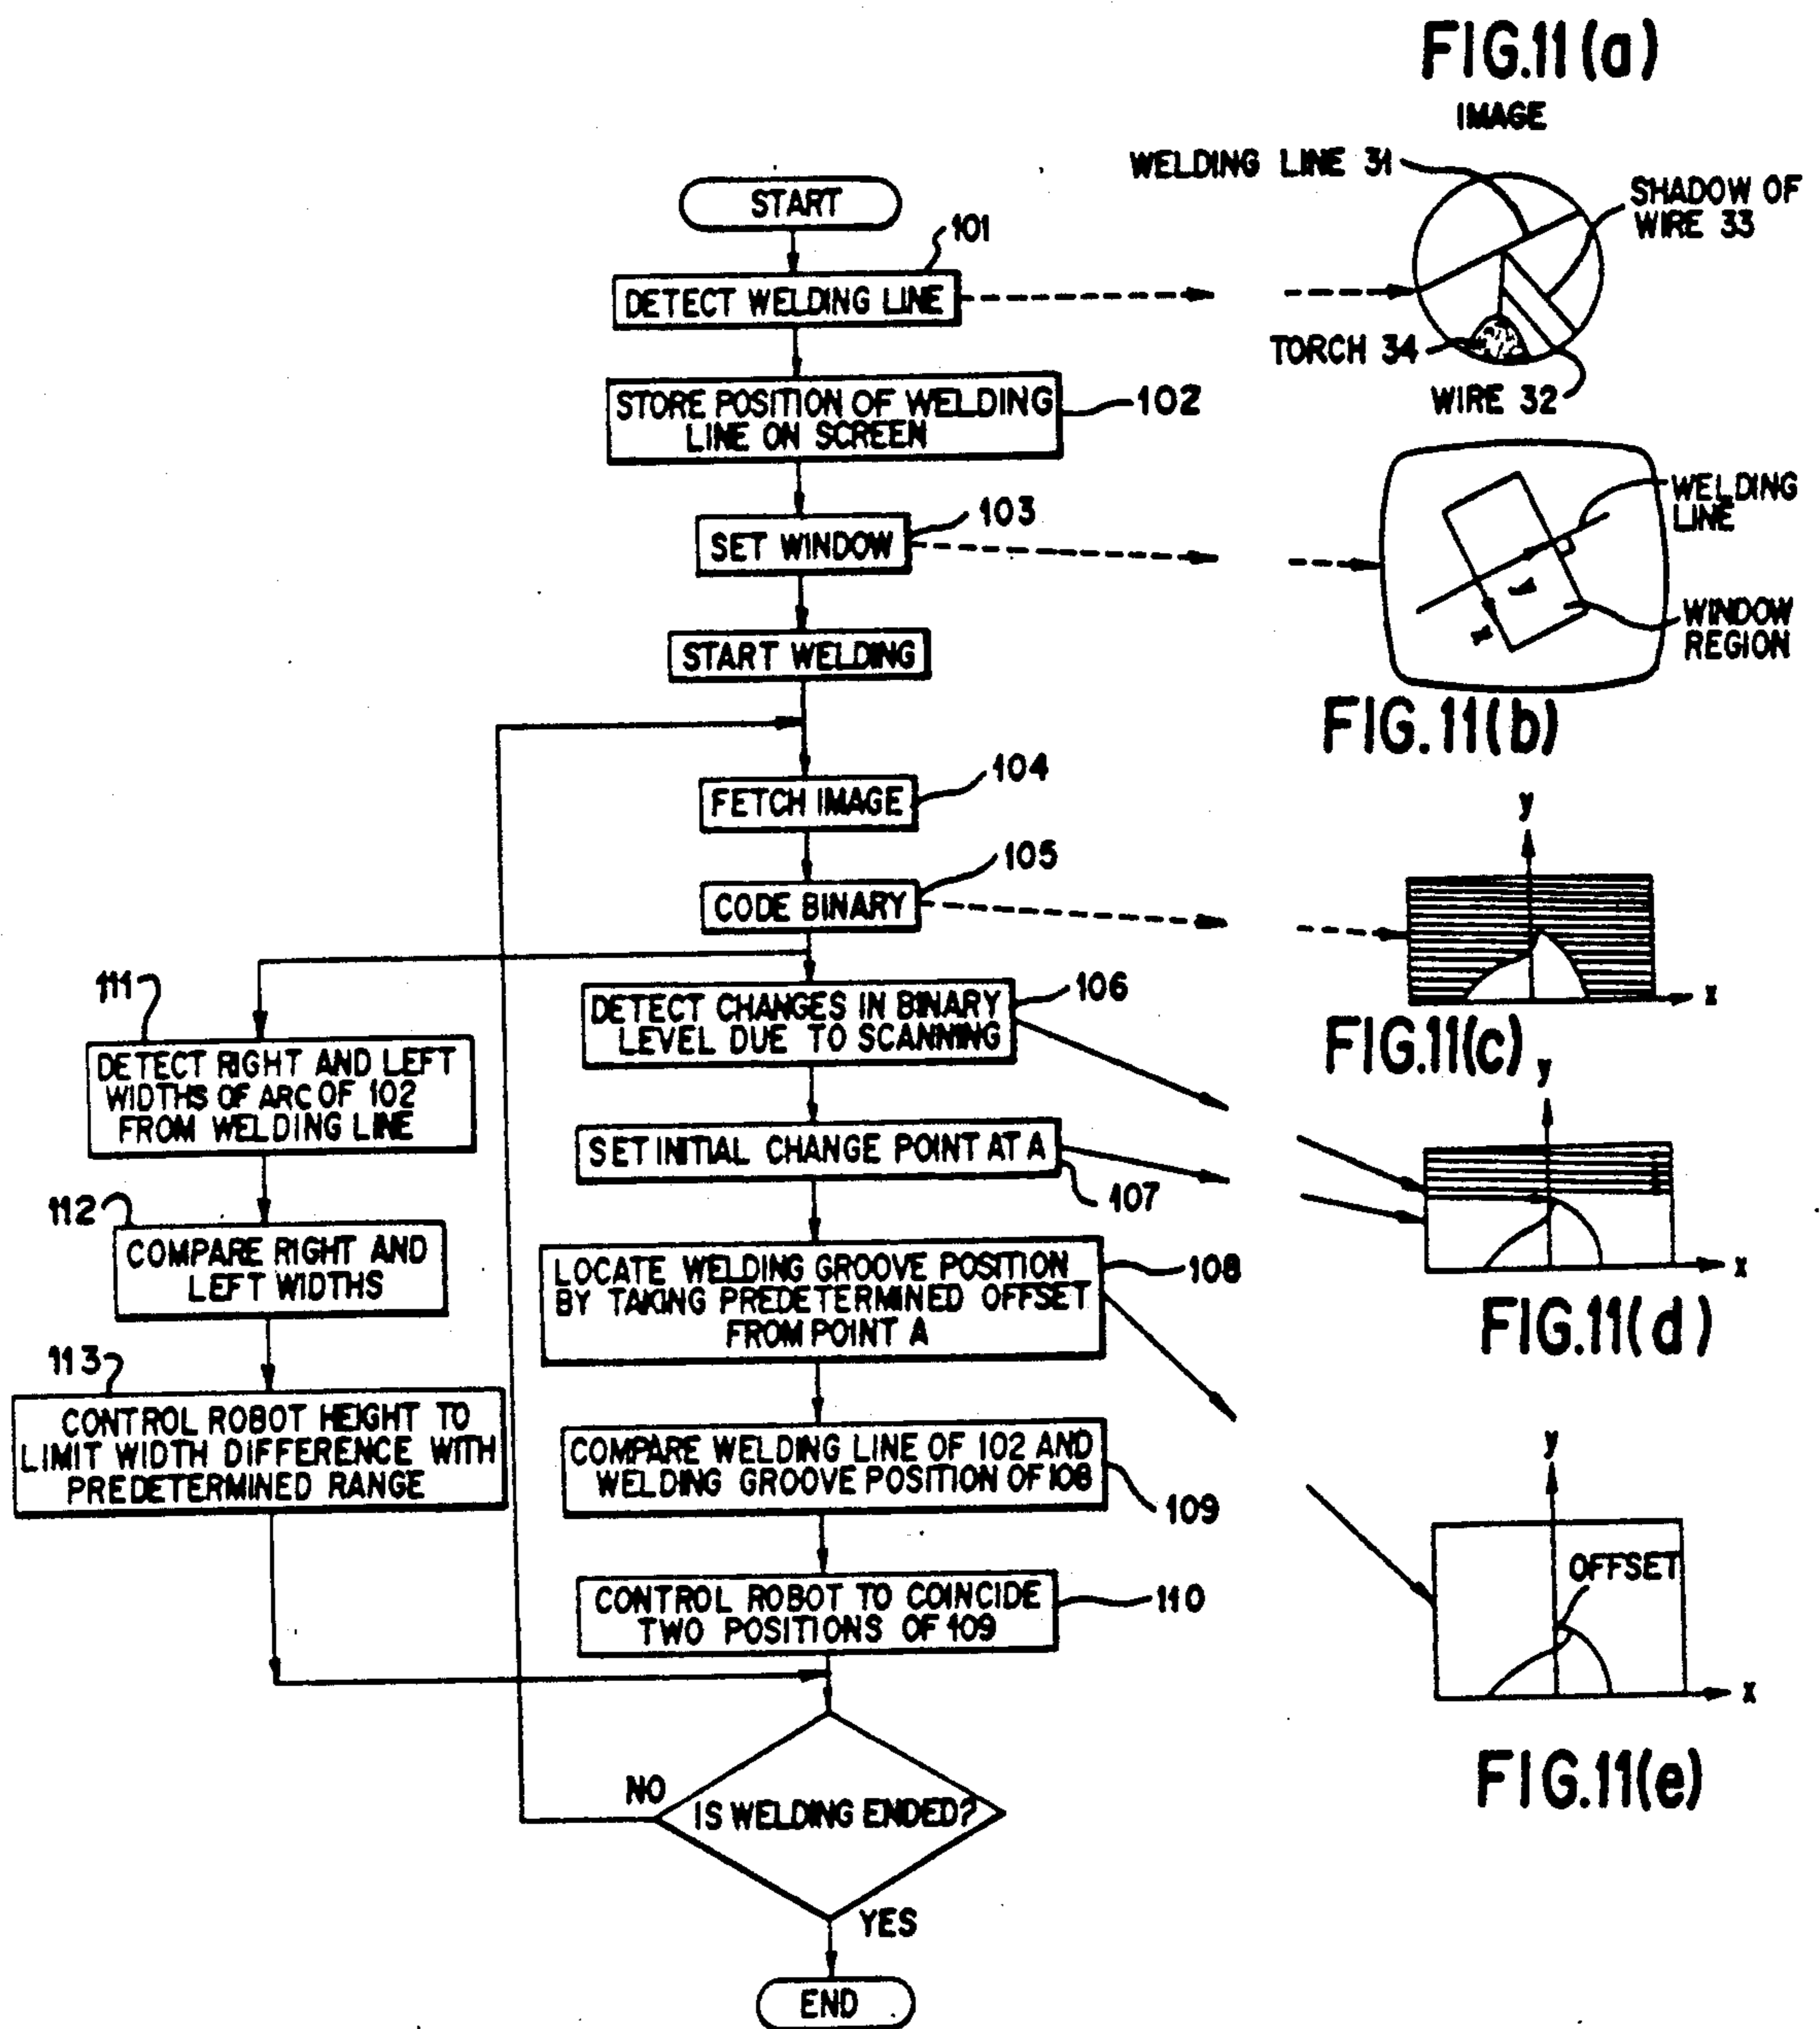 FIG.11(a)
IMAGE
WELDING LINE 31
SHADOW OF
WIRE 33
TORCH 34
WIRE 32
START
101
DETECT WELDING LINE
STORE POSITION OF WELDING
LINE ON SCREEN
102
SET WINDOW
103
WELDING
LINE
y
x
WINDOW
REGION
FIG.11(b)
START WELDING
FETCH IMAGE
104
CODE BINARY
105
y
x
FIG.11(c)
DETECT CHANGES IN BINARY
LEVEL DUE TO SCANNING
106
SET INITIAL CHANGE POINT AT A
107
y
x
FIG.11(d)
111
DETECT RIGHT AND LEFT
WIDTHS OF ARC OF 102
FROM WELDING LINE
112
COMPARE RIGHT AND
LEFT WIDTHS
113
CONTROL ROBOT HEIGHT TO
LIMIT WIDTH DIFFERENCE WITH
PREDETERMINED RANGE
LOCATE WELDING GROOVE POSITION
BY TAKING PREDETERMINED OFFSET
FROM POINT A
108
COMPARE WELDING LINE OF 102 AND
WELDING GROOVE POSITION OF 108
109
CONTROL ROBOT TO COINCIDE
TWO POSITIONS OF 109
110
y
OFFSET
x
FIG.11(e)
NO
IS WELDING ENDED?
YES
END